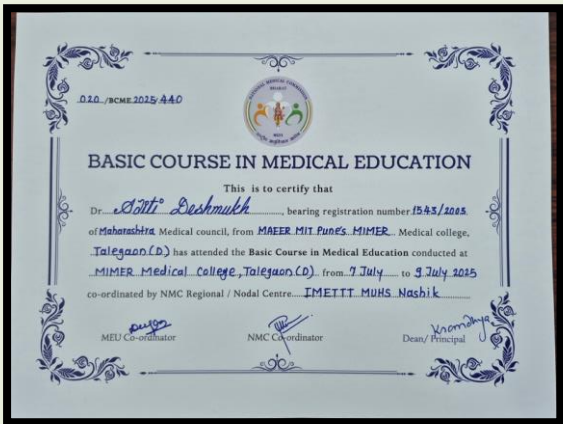 020 /BCME 2025/440
NATIONAL MEDICAL COMMISSION
BASIC COURSE IN MEDICAL EDUCATION
This is to certify that
Dr. Deshmukh, bearing registration number 1543/2003
of Maharashtra Medical council, from MAEER MIT Pune's MIMER Medical college,
Talegaon (D.) has attended the Basic Course in Medical Education conducted at
MIMER Medical College, Talegaon (D) from 7 July to 9 July 2025
co-ordinated by NMC Regional / Nodal Centre IMETTT MUHS Nashik
MEU Co-ordinator NMC Co-ordinator Dean/ Principal